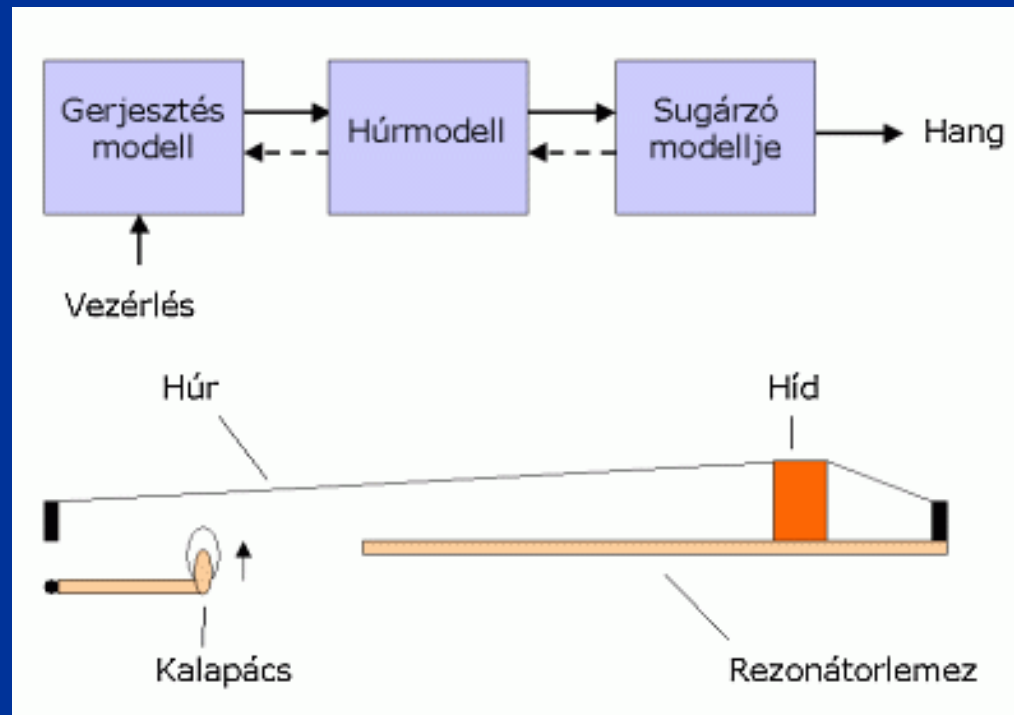 Gerjesztés
modell
Húrmodell
Sugárzó
modellje
Hang
Vezérlés
Húr
Híd
Kalapács
Rezonátorlemez